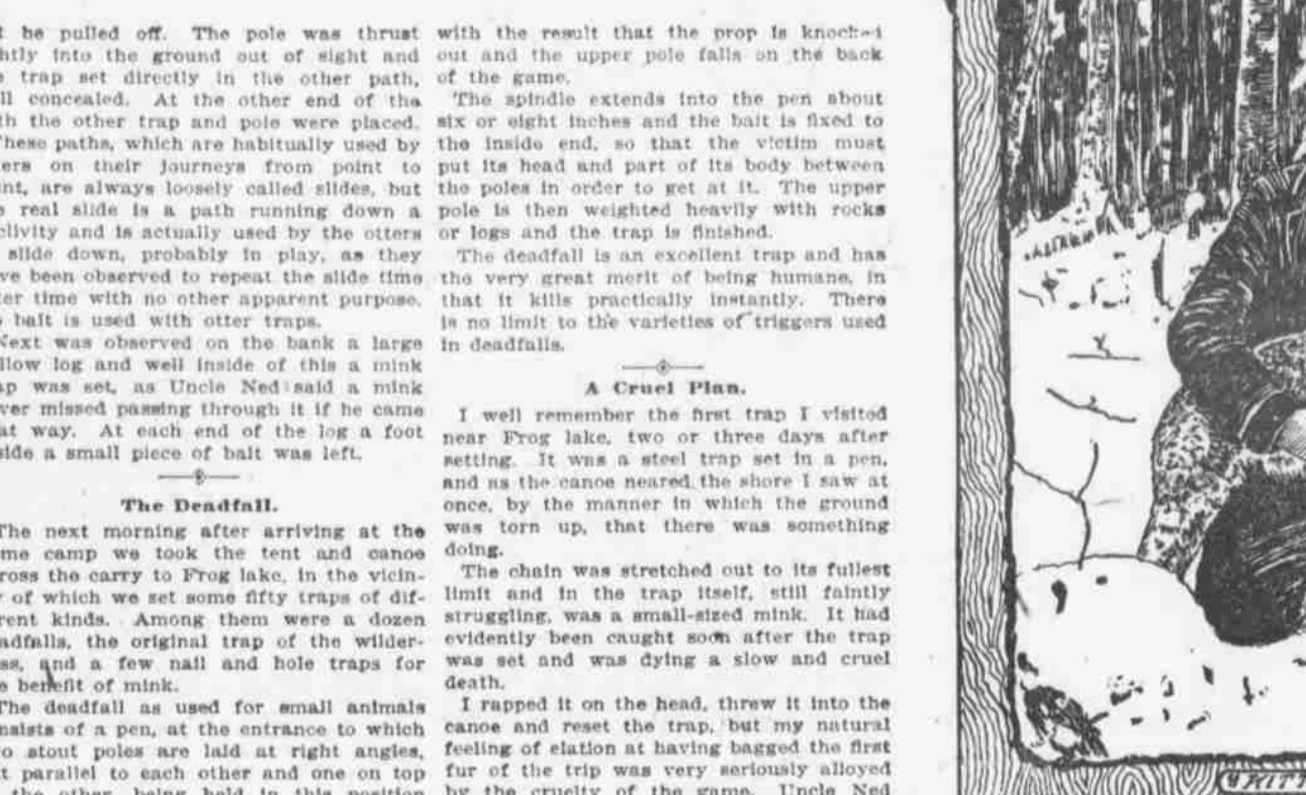 t be pulled off. The pole was thrust
htly into the ground out of sight and
e trap set directly in the other path,
ll concealed. At the other end of the
th the other trap and pole were placed.
These paths, which are habitually used by
ers on their journeys from point to
int, are always loosely called slides, but
e real slide is a path running down a
clivity and is actually used by the otters
slide down, probably in play, as they
ve been observed to repeat the slide time
ter time with no other apparent purpose.
bait is used with otter traps.
Next was observed on the bank a large
llow log and well inside of this a mink
ap was set, as Uncle Ned said a mink
ver missed passing through it if he came
at way. At each end of the log a foot
side a small piece of bait was left.
The Deadfall.
The next morning after arriving at the
me camp we took the tent and canoe
ross the carry to Frog lake, in the vicin-
y of which we set some fifty traps of dif-
rent kinds. Among them were a dozen
adfalls, the original trap of the wilder-
ss, and a few nail and hole traps for
e benefit of mink.
The deadfall as used for small animals
nsists of a pen, at the entrance to which
o stout poles are laid at right angles,
t parallel to each other and one on top
the other, being held in this position
with the result that the prop is knocked
out and the upper pole falls on the back
of the game.
The spindle extends into the pen about
six or eight inches and the bait is fixed to
the inside end, so that the victim must
put its head and part of its body between
the poles in order to get at it. The upper
pole is then weighted heavily with rocks
or logs and the trap is finished.
The deadfall is an excellent trap and has
the very great merit of being humane, in
that it kills practically instantly. There
is no limit to the varieties of triggers used
in deadfalls.
A Cruel Plan.
I well remember the first trap I visited
near Frog lake, two or three days after
setting. It was a steel trap set in a pen,
and as the canoe neared the shore I saw at
once, by the manner in which the ground
was torn up, that there was something
doing.
The chain was stretched out to its fullest
limit and in the trap itself, still faintly
struggling, was a small-sized mink. It had
evidently been caught soon after the trap
was set and was dying a slow and cruel
death.
I rapped it on the head, threw it into the
canoe and reset the trap, but my natural
feeling of elation at having bagged the first
fur of the trip was very seriously alloyed
by the cruelty of the game. Uncle Ned